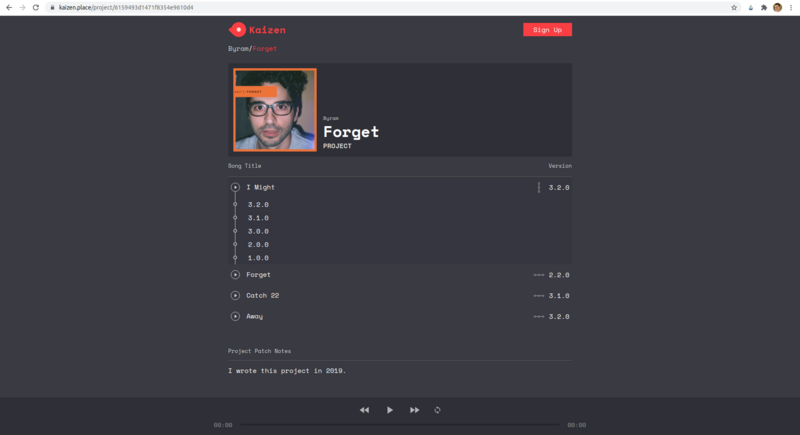 kaizen.place/project/6159493d1471f8354e9610d4
Kaizen
Sign Up
Byram/Forget
FORGET
Byram
Forget
PROJECT
Song Title Version
I Might 3.2.0
3.2.0
3.1.0
3.0.0
2.0.0
1.0.0
Forget 2.2.0
Catch 22 3.1.0
Away 3.2.0
Project Patch Notes
I wrote this project in 2019.
00:00 00:00